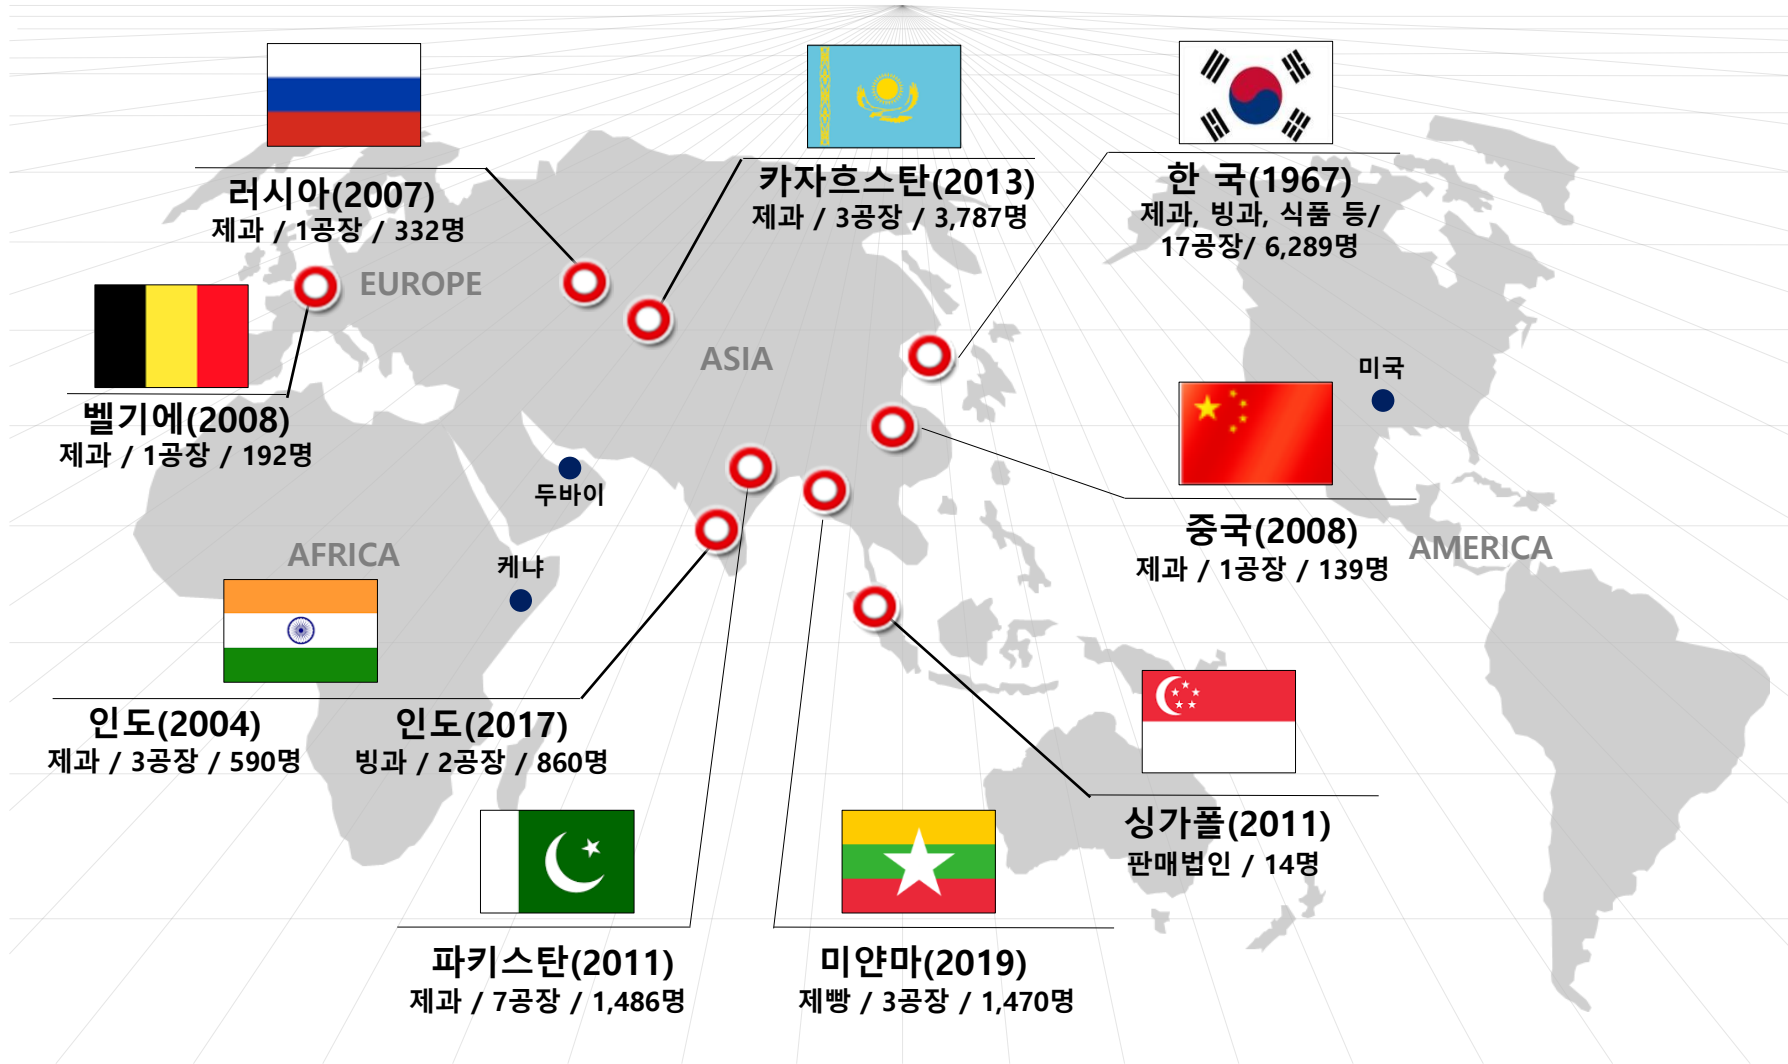 러시아(2007)
제과 / 1공장 / 332명
카자흐스탄(2013)
제과 / 3공장 / 3,787명
한 국(1967)
제과, 빙과, 식품 등/
17공장/ 6,289명
EUROPE
ASIA
미국
벨기에(2008)
제과 / 1공장 / 192명
두바이
중국(2008)
제과 / 1공장 / 139명
AMERICA
AFRICA
케냐
인도(2004)
제과 / 3공장 / 590명
인도(2017)
빙과 / 2공장 / 860명
싱가폴(2011)
판매법인 / 14명
파키스탄(2011)
제과 / 7공장 / 1,486명
미얀마(2019)
제빵 / 3공장 / 1,470명